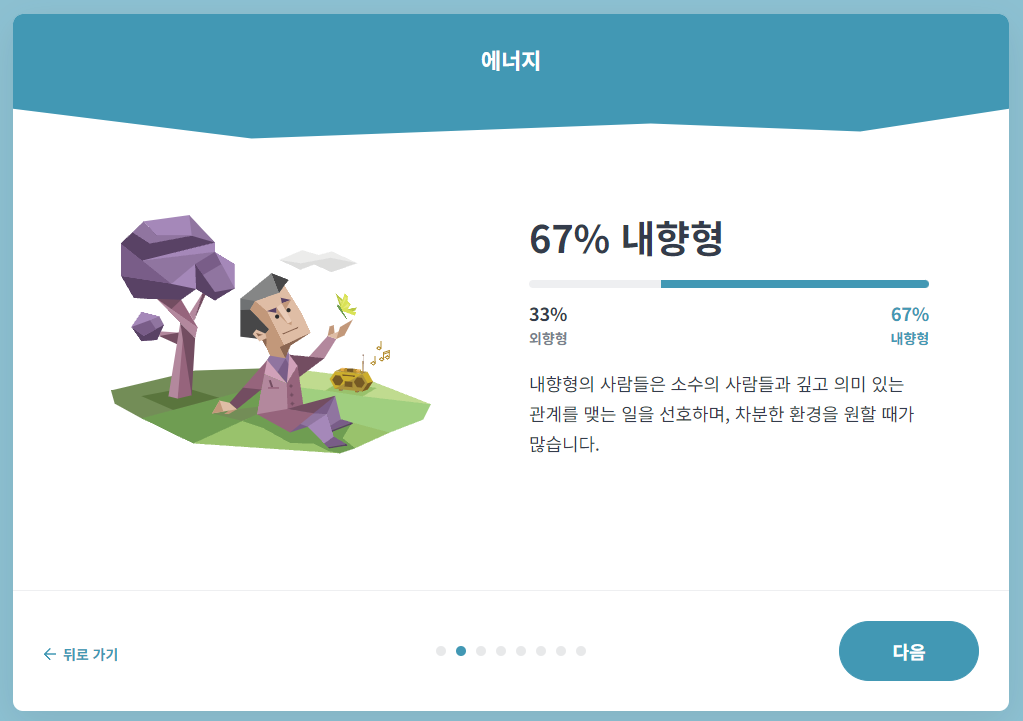 에너지
67% 내향형
33%
67%
외향형
내향형
내향형의 사람들은 소수의 사람들과 깊고 의미 있는
관계를 맺는 일을 선호하며, 차분한 환경을 원할 때가
많습니다.
뒤로 가기
다음